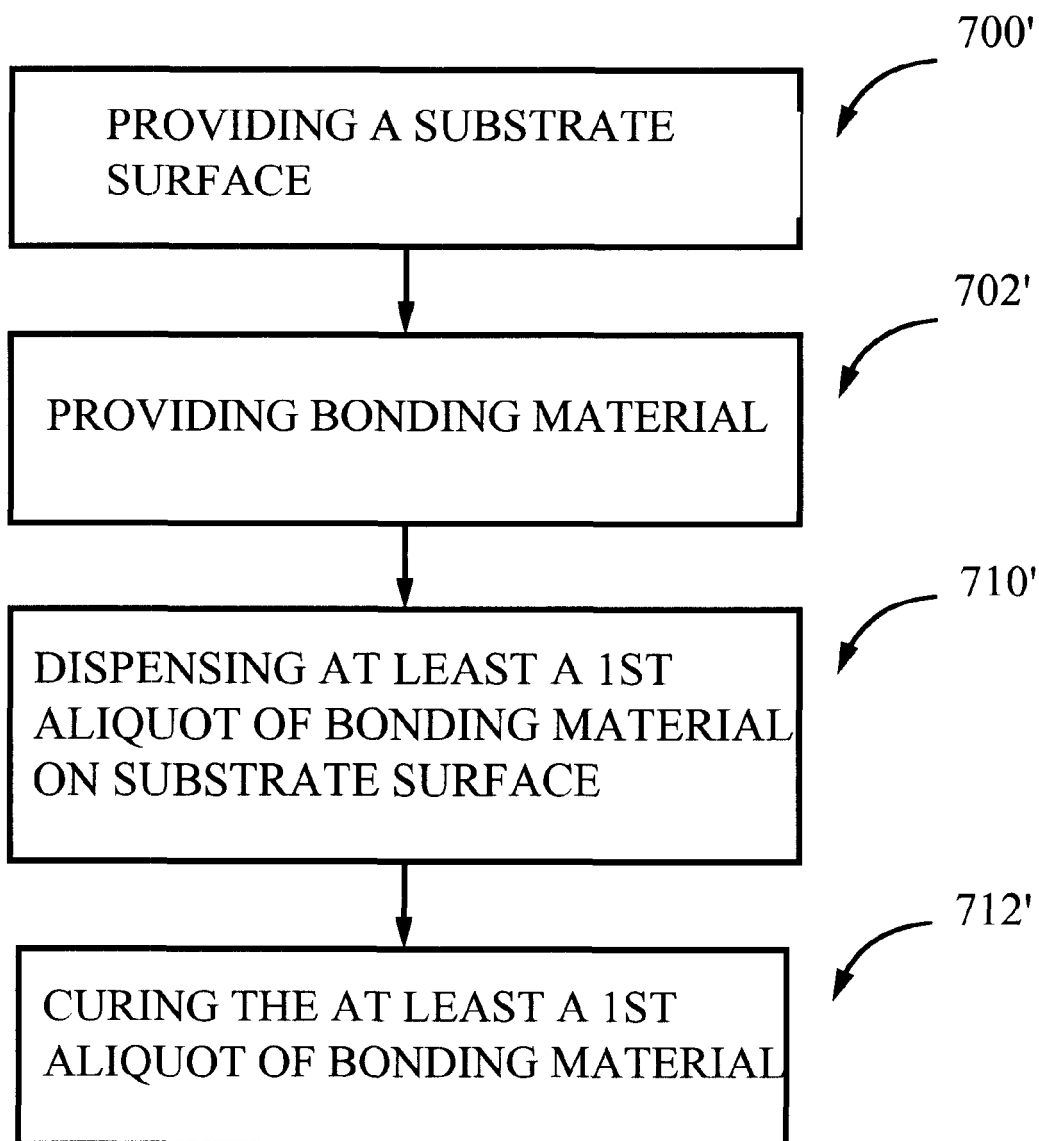 700'
PROVIDING A SUBSTRATE
SURFACE
702'
PROVIDING BONDING MATERIAL
710'
DISPENSING AT LEAST A 1ST
ALIQUOT OF BONDING MATERIAL
ON SUBSTRATE SURFACE
712'
CURING THE AT LEAST A 1ST
ALIQUOT OF BONDING MATERIAL